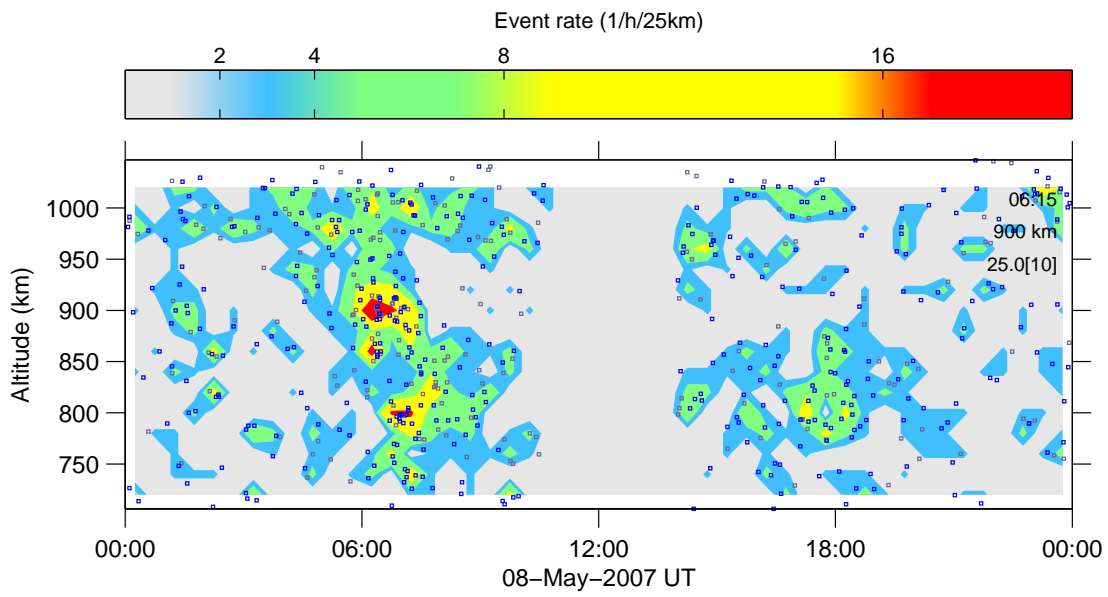 Event rate (1/h/25km)
2 4 8 16
1000
950
900
850
800
750
Altitude (km)
06:15
900 km
25.0[10]
00:00 06:00 12:00 18:00 00:00
08−May−2007 UT